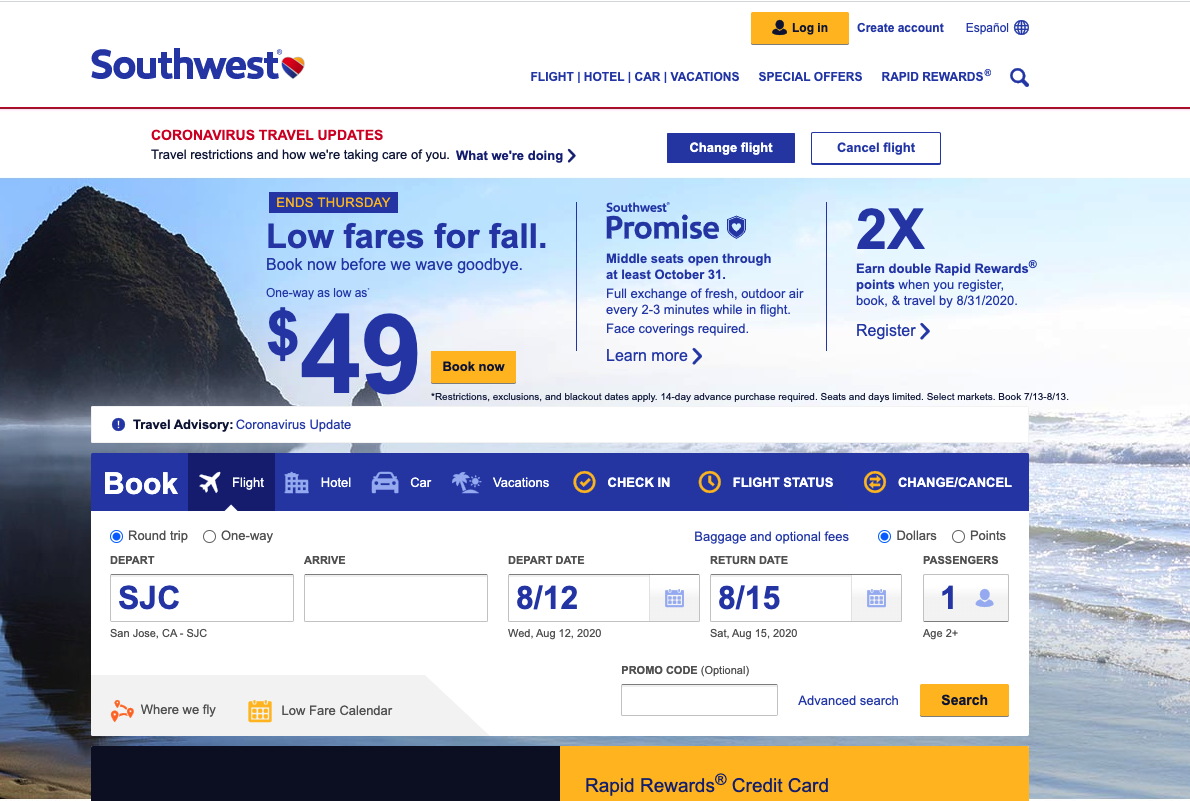 Log in
Create account
Español
Southwest®
FLIGHT | HOTEL | CAR | VACATIONS
SPECIAL OFFERS
RAPID REWARDS®
CORONAVIRUS TRAVEL UPDATES
Travel restrictions and how we're taking care of you. What we're doing
Change flight
Cancel flight
ENDS THURSDAY
Low fares for fall.
Book now before we wave goodbye.
One-way as low as*
$49
Book now
Southwest®
Promise
Middle seats open through
at least October 31.
Full exchange of fresh, outdoor air
every 2-3 minutes while in flight.
Face coverings required.
Learn more
2X
Earn double Rapid Rewards®
points when you register,
book, & travel by 8/31/2020.
Register
*Restrictions, exclusions, and blackout dates apply. 14-day advance purchase required. Seats and days limited. Select markets. Book 7/13-8/13.
Travel Advisory: Coronavirus Update
Book
Flight
Hotel
Car
Vacations
CHECK IN
FLIGHT STATUS
CHANGE/CANCEL
Round trip
One-way
Baggage and optional fees
Dollars
Points
DEPART
ARRIVE
DEPART DATE
RETURN DATE
PASSENGERS
SJC
8/12
8/15
1
San Jose, CA - SJC
Wed, Aug 12, 2020
Sat, Aug 15, 2020
Age 2+
PROMO CODE (Optional)
Where we fly
Low Fare Calendar
Advanced search
Search
Rapid Rewards® Credit Card